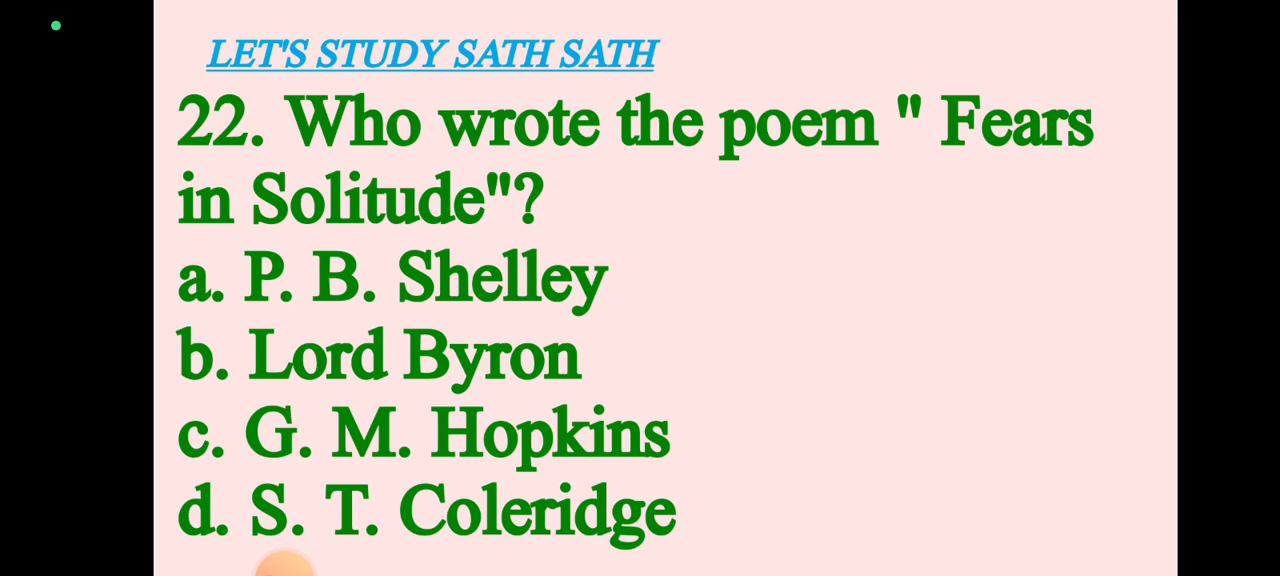 LET'S STUDY SATH SATH
22. Who wrote the poem " Fears
in Solitude"?
a. P. B. Shelley
b. Lord Byron
c. G. M. Hopkins
d. S. T. Coleridge